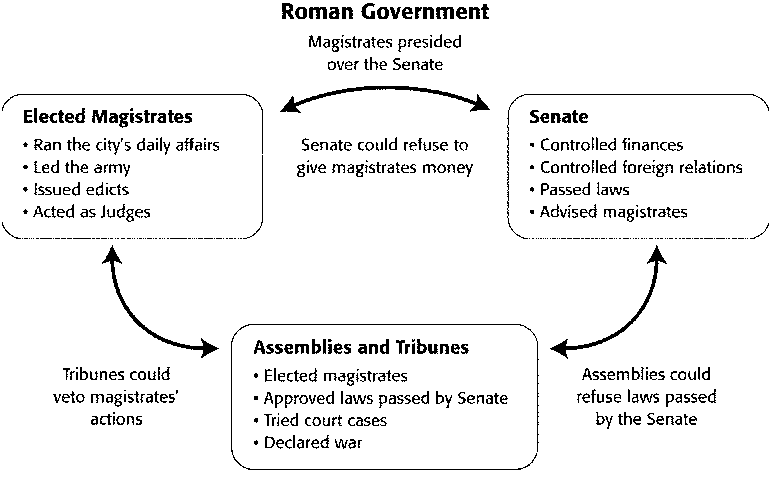 Roman Government
Magistrates presided
over the Senate
Elected Magistrates
• Ran the city's daily affairs
• Led the army
• Issued edicts
• Acted as Judges
Senate could refuse to
give magistrates money
Senate
• Controlled finances
• Controlled foreign relations
• Passed laws
• Advised magistrates
Tribunes could
veto magistrates'
actions
Assemblies and Tribunes
• Elected magistrates
• Approved laws passed by Senate
• Tried court cases
• Declared war
Assemblies could
refuse laws passed
by the Senate